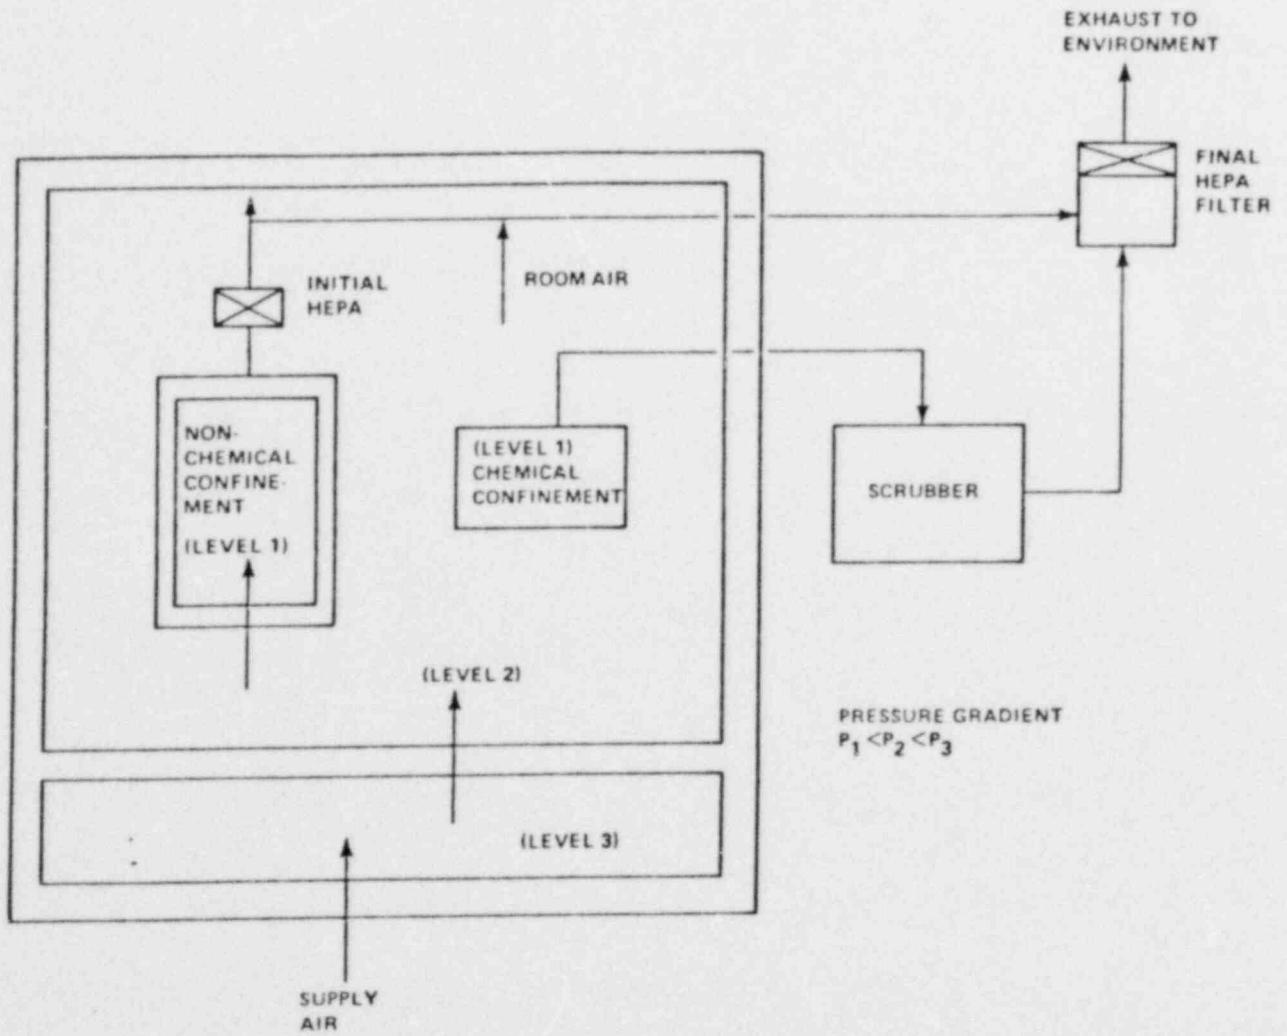 EXHAUST TO
ENVIRONMENT
FINAL
HEPA
FILTER
INITIAL
HEPA
ROOM AIR
NON-
CHEMICAL
CONFINE-
MENT
(LEVEL 1)
(LEVEL 1)
CHEMICAL
CONFINEMENT
SCRUBBER
(LEVEL 2)
PRESSURE GRADIENT
P1 <P2 <P3
(LEVEL 3)
SUPPLY
AIR